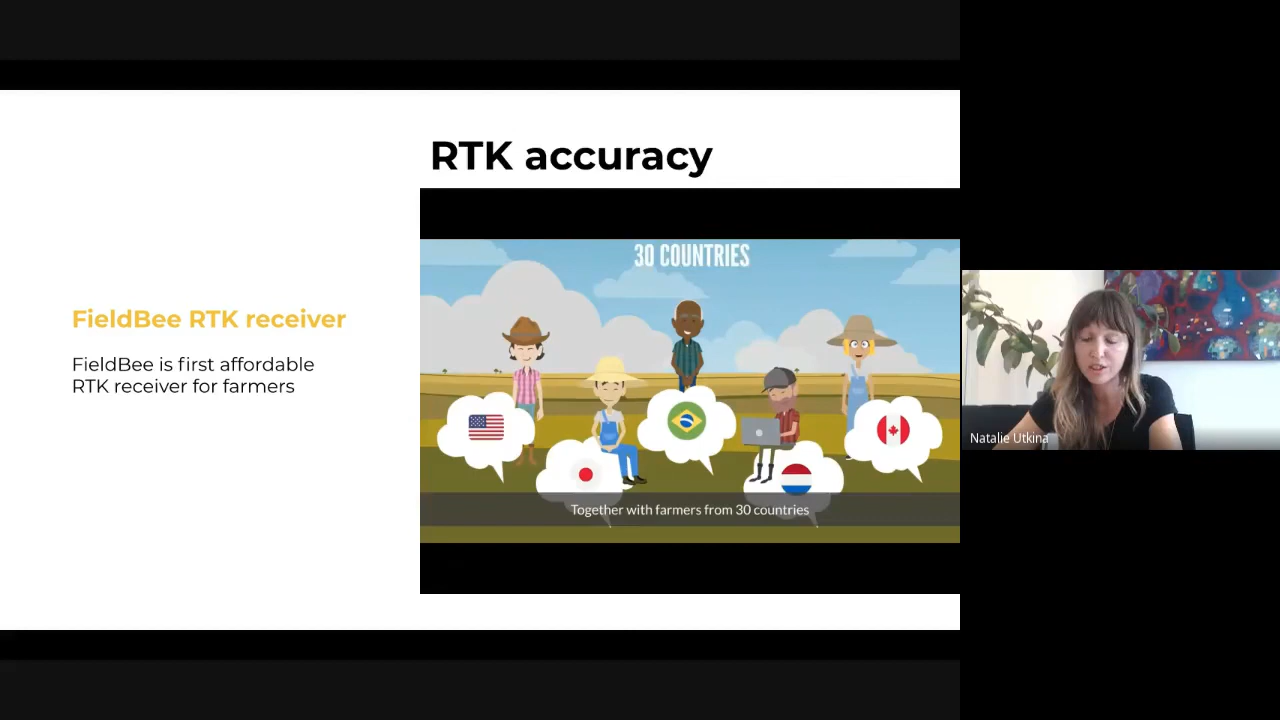 RTK accuracy
30 COUNTRIES
FieldBee RTK receiver
FieldBee is first affordable
RTK receiver for farmers
Together with farmers from 30 countries
Natalie Utkina